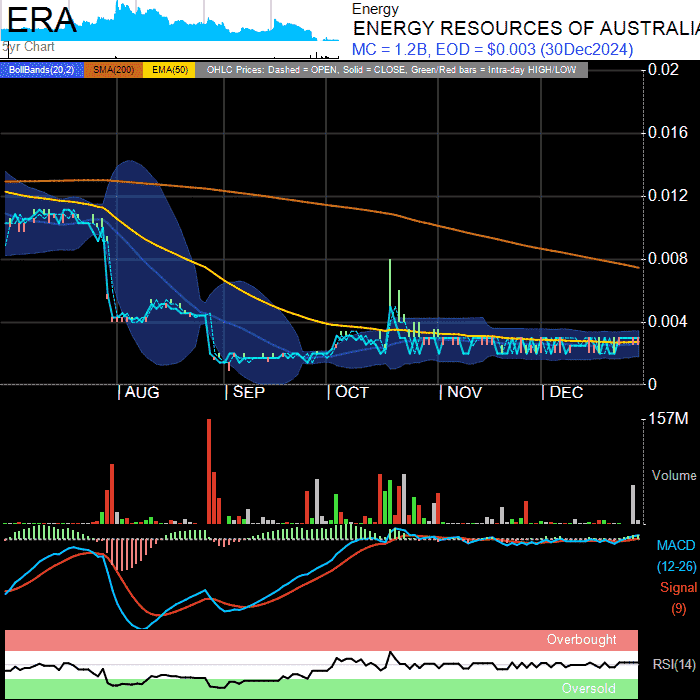 ERA
5yr Chart
Energy
ENERGY RESOURCES OF AUSTRALIA
MC = 1.2B, EOD = $0.003 (30Dec2024)
BollBands(20,2) SMA(200) EMA(50) OHLC Prices: Dashed = OPEN, Solid = CLOSE, Green/Red bars = Intra-day HIGH/LOW
0.02
0.016
0.012
0.008
0.004
0
AUG SEP OCT NOV DEC
157M
Volume
MACD
(12-26)
Signal
(9)
Overbought
RSI(14)
Oversold